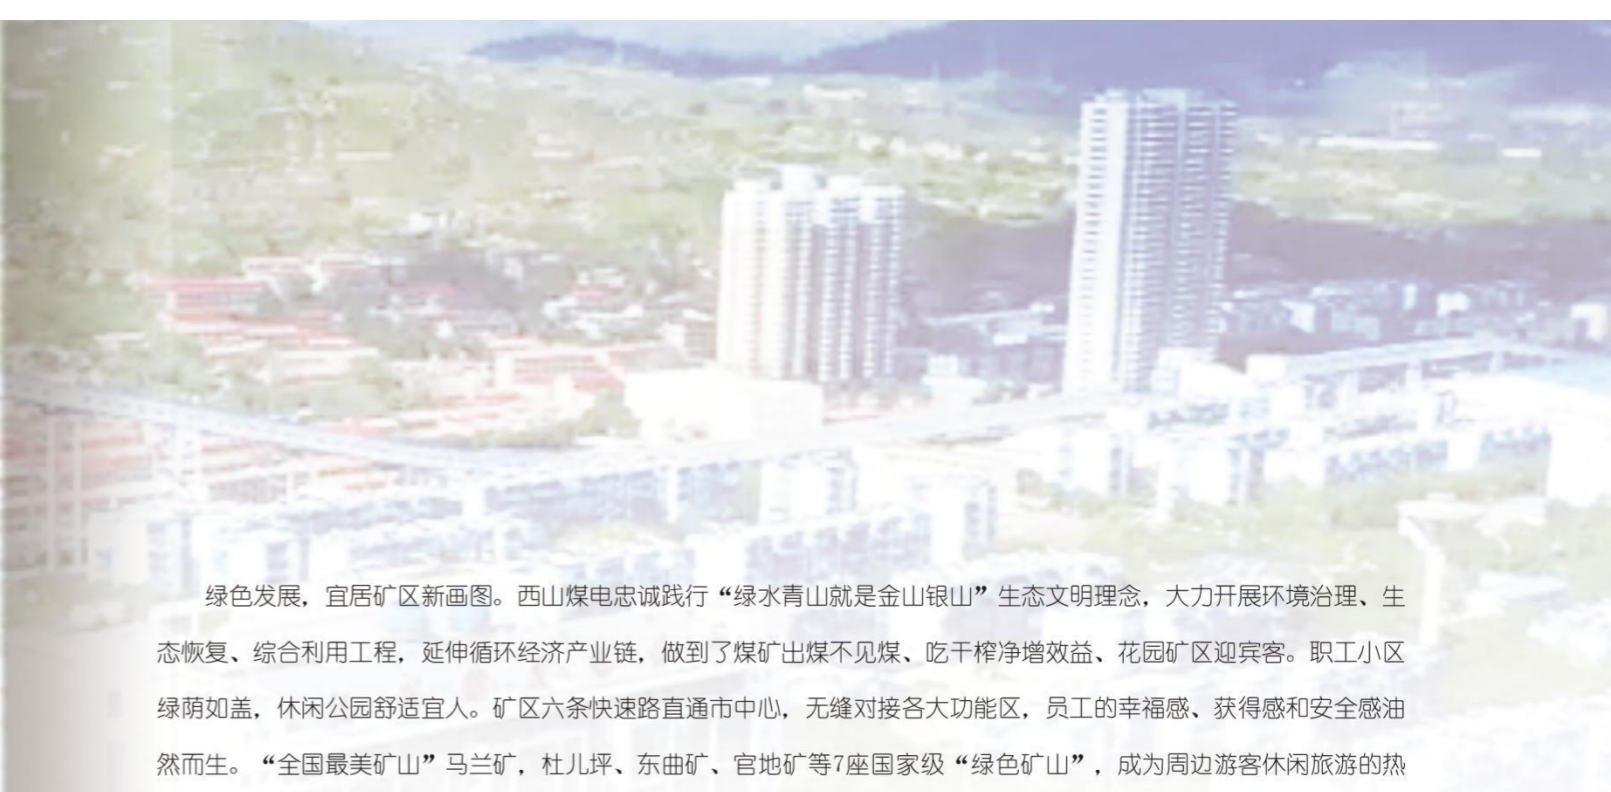 绿色发展，宜居矿区新画图。西山煤电忠诚践行“绿水青山就是金山银山”生态文明理念，大力开展环境治理、生
态恢复、综合利用工程，延伸循环经济产业链，做到了煤矿出煤不见煤、吃干榨净增效益、花园矿区迎宾客。职工小区
绿荫如盖，休闲公园舒适宜人。矿区六条快速路直通市中心，无缝对接各大功能区，员工的幸福感、获得感和安全感油
然而生。“全国最美矿山”马兰矿，杜儿坪、东曲矿、官地矿等7座国家级“绿色矿山”，成为周边游客休闲旅游的热